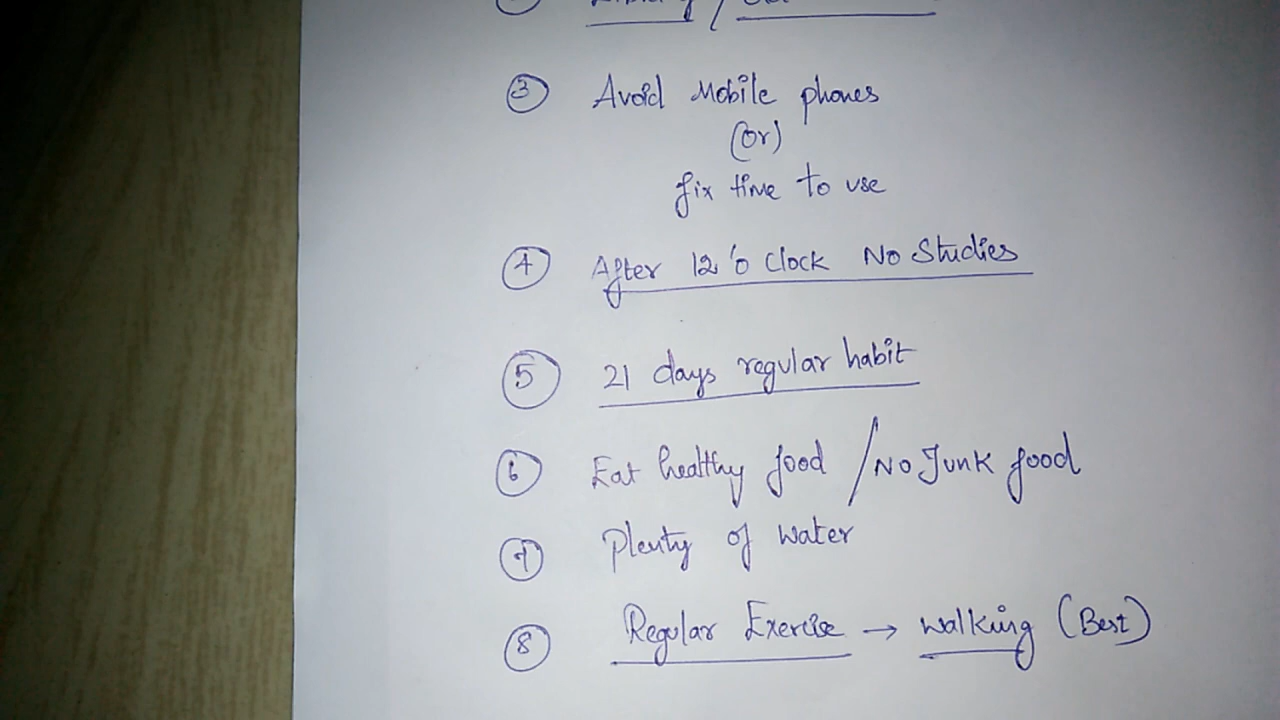 ③ Avoid Mobile phones
(or)
fix time to use
④ After 12 'o Clock No Studies
⑤ 21 days regular habit
⑥ Eat healthy food / No Junk food
⑦ Plenty of water
⑧ Regular Exercise → walking (Best)